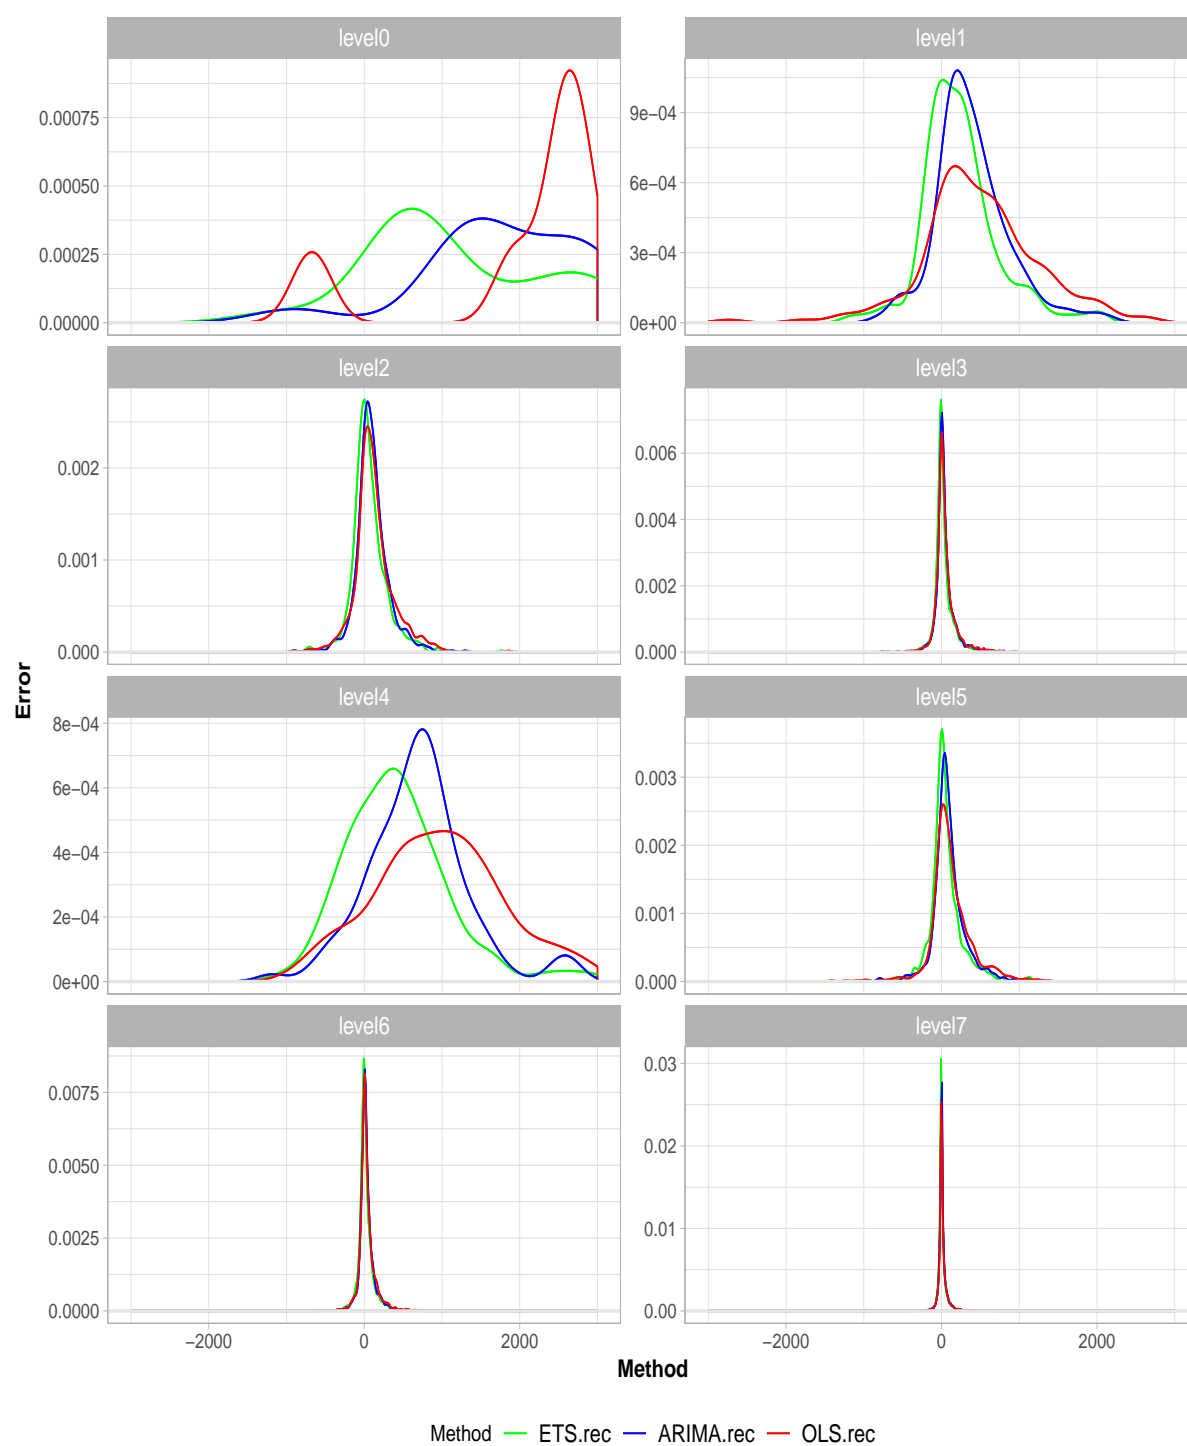 level0
level1
0.00075
0.00050
0.00025
0.00000
9e−04
6e−04
3e−04
0e+00
level2
level3
0.002
0.001
0.000
0.006
0.004
0.002
0.000
level4
level5
8e−04
6e−04
4e−04
2e−04
0e+00
0.003
0.002
0.001
0.000
level6
level7
0.0075
0.0050
0.0025
0.0000
0.03
0.02
0.01
0.00
−2000 0 2000
−2000 0 2000
Error
Method
Method ETS.rec ARIMA.rec OLS.rec